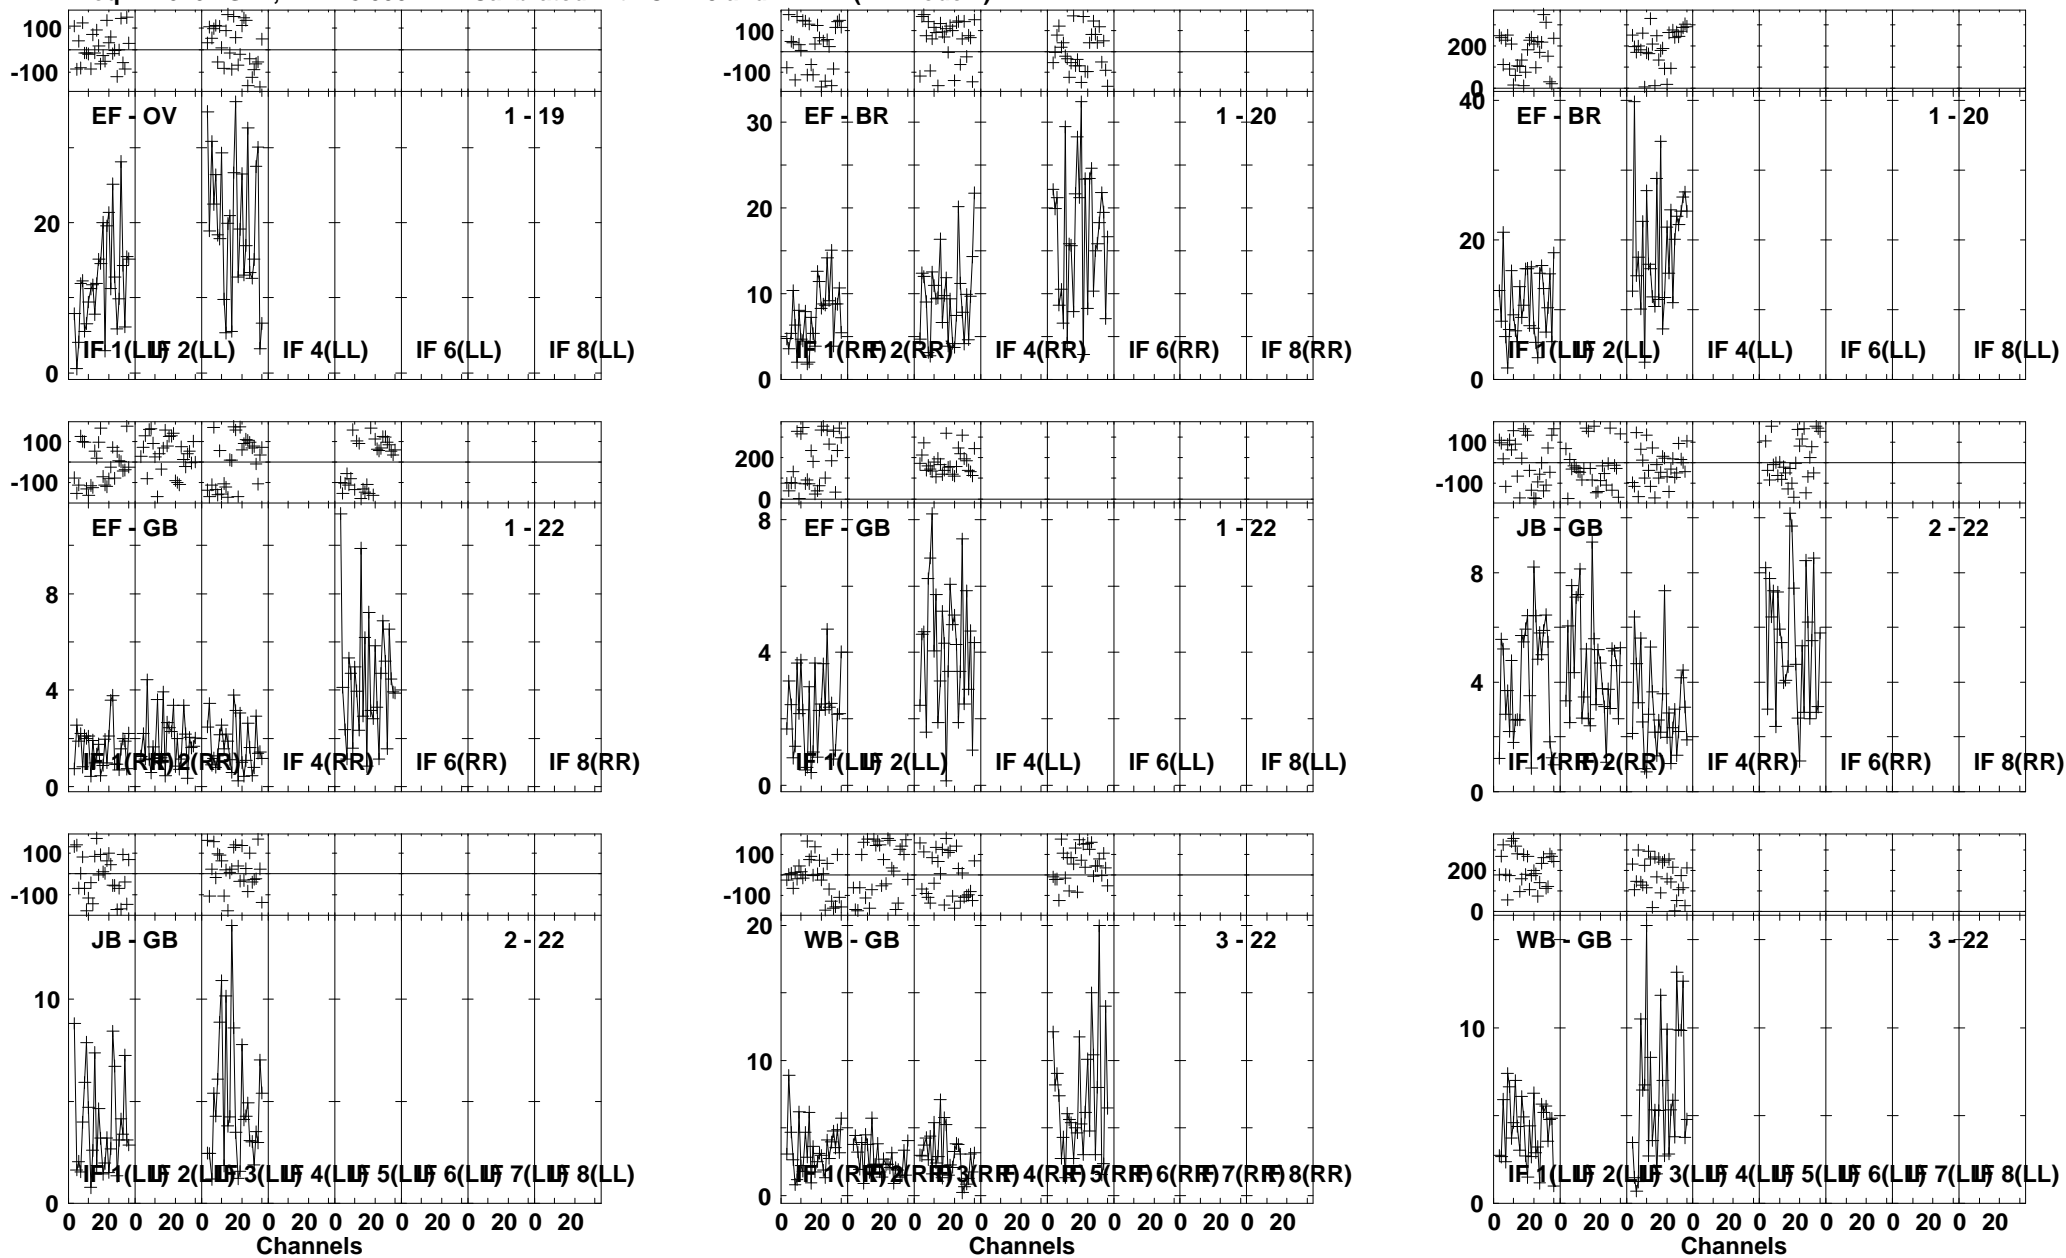 100
-100
EF - OV 1 - 19
20
0
IF 1(LL) IF 2(LL) IF 4(LL) IF 6(LL) IF 8(LL)
100
-100
EF - BR 1 - 20
30
20
10
0
IF 1(RR) IF 2(RR) IF 4(RR) IF 6(RR) IF 8(RR)
200
0
EF - BR 1 - 20
40
20
0
IF 1(LL) IF 2(LL) IF 4(LL) IF 6(LL) IF 8(LL)
100
-100
EF - GB 1 - 22
8
4
0
IF 1(RR) IF 2(RR) IF 4(RR) IF 6(RR) IF 8(RR)
200
0
EF - GB 1 - 22
8
4
0
IF 1(LL) IF 2(LL) IF 4(LL) IF 6(LL) IF 8(LL)
100
-100
JB - GB 2 - 22
8
4
0
IF 1(RR) IF 2(RR) IF 4(RR) IF 6(RR) IF 8(RR)
100
-100
JB - GB 2 - 22
10
0
IF 1(LL) IF 2(LL) IF 3(LL) IF 4(LL) IF 5(LL) IF 6(LL) IF 7(LL) IF 8(LL)
0 20 0 20 0 20 0 20 0 20 0 20 0 20 0 20
Channels
100
-100
WB - GB 3 - 22
20
10
0
IF 1(RR) IF 2(RR) IF 3(RR) IF 4(RR) IF 5(RR) IF 6(RR) IF 7(RR) IF 8(RR)
0 20 0 20 0 20 0 20 0 20 0 20 0 20 0 20
Channels
200
0
WB - GB 3 - 22
10
0
IF 1(LL) IF 2(LL) IF 3(LL) IF 4(LL) IF 5(LL) IF 6(LL) IF 7(LL) IF 8(LL)
0 20 0 20 0 20 0 20 0 20 0 20 0 20 0 20
Channels